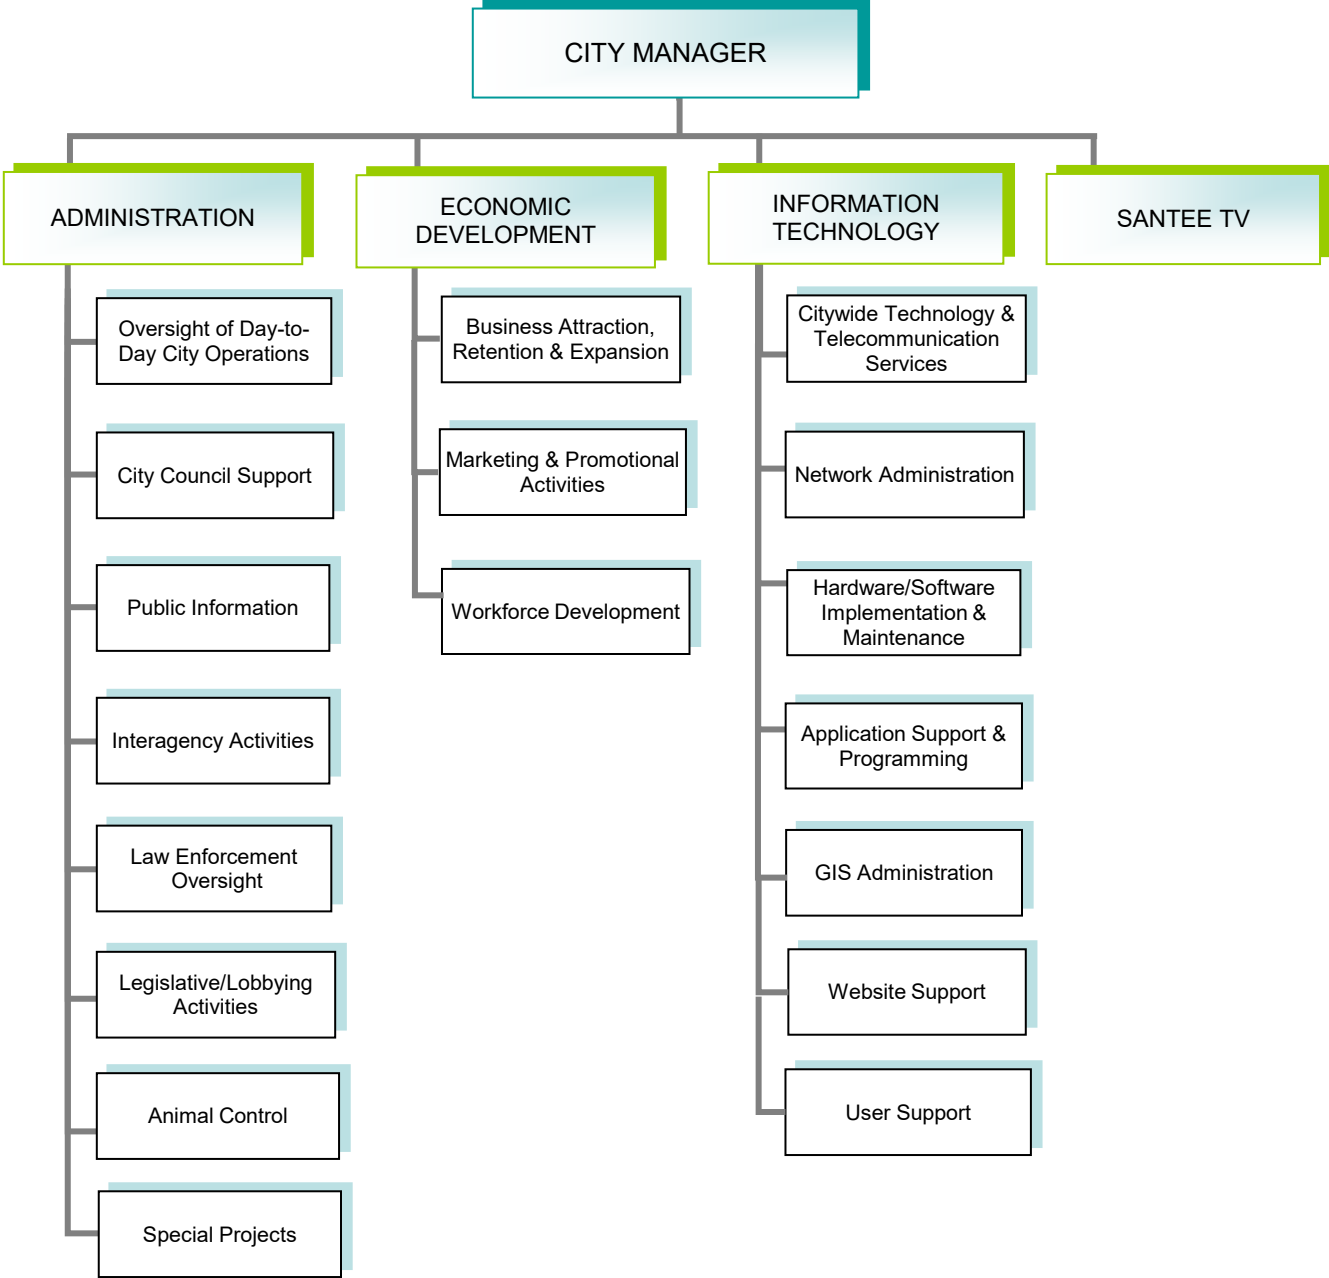 CITY MANAGER
ADMINISTRATION
Oversight of Day-to-
Day City Operations
City Council Support
Public Information
Interagency Activities
Law Enforcement
Oversight
Legislative/Lobbying
Activities
Animal Control
Special Projects
ECONOMIC
DEVELOPMENT
Business Attraction,
Retention & Expansion
Marketing & Promotional
Activities
Workforce Development
INFORMATION
TECHNOLOGY
Citywide Technology &
Telecommunication
Services
Network Administration
Hardware/Software
Implementation &
Maintenance
Application Support &
Programming
GIS Administration
Website Support
User Support
SANTEE TV